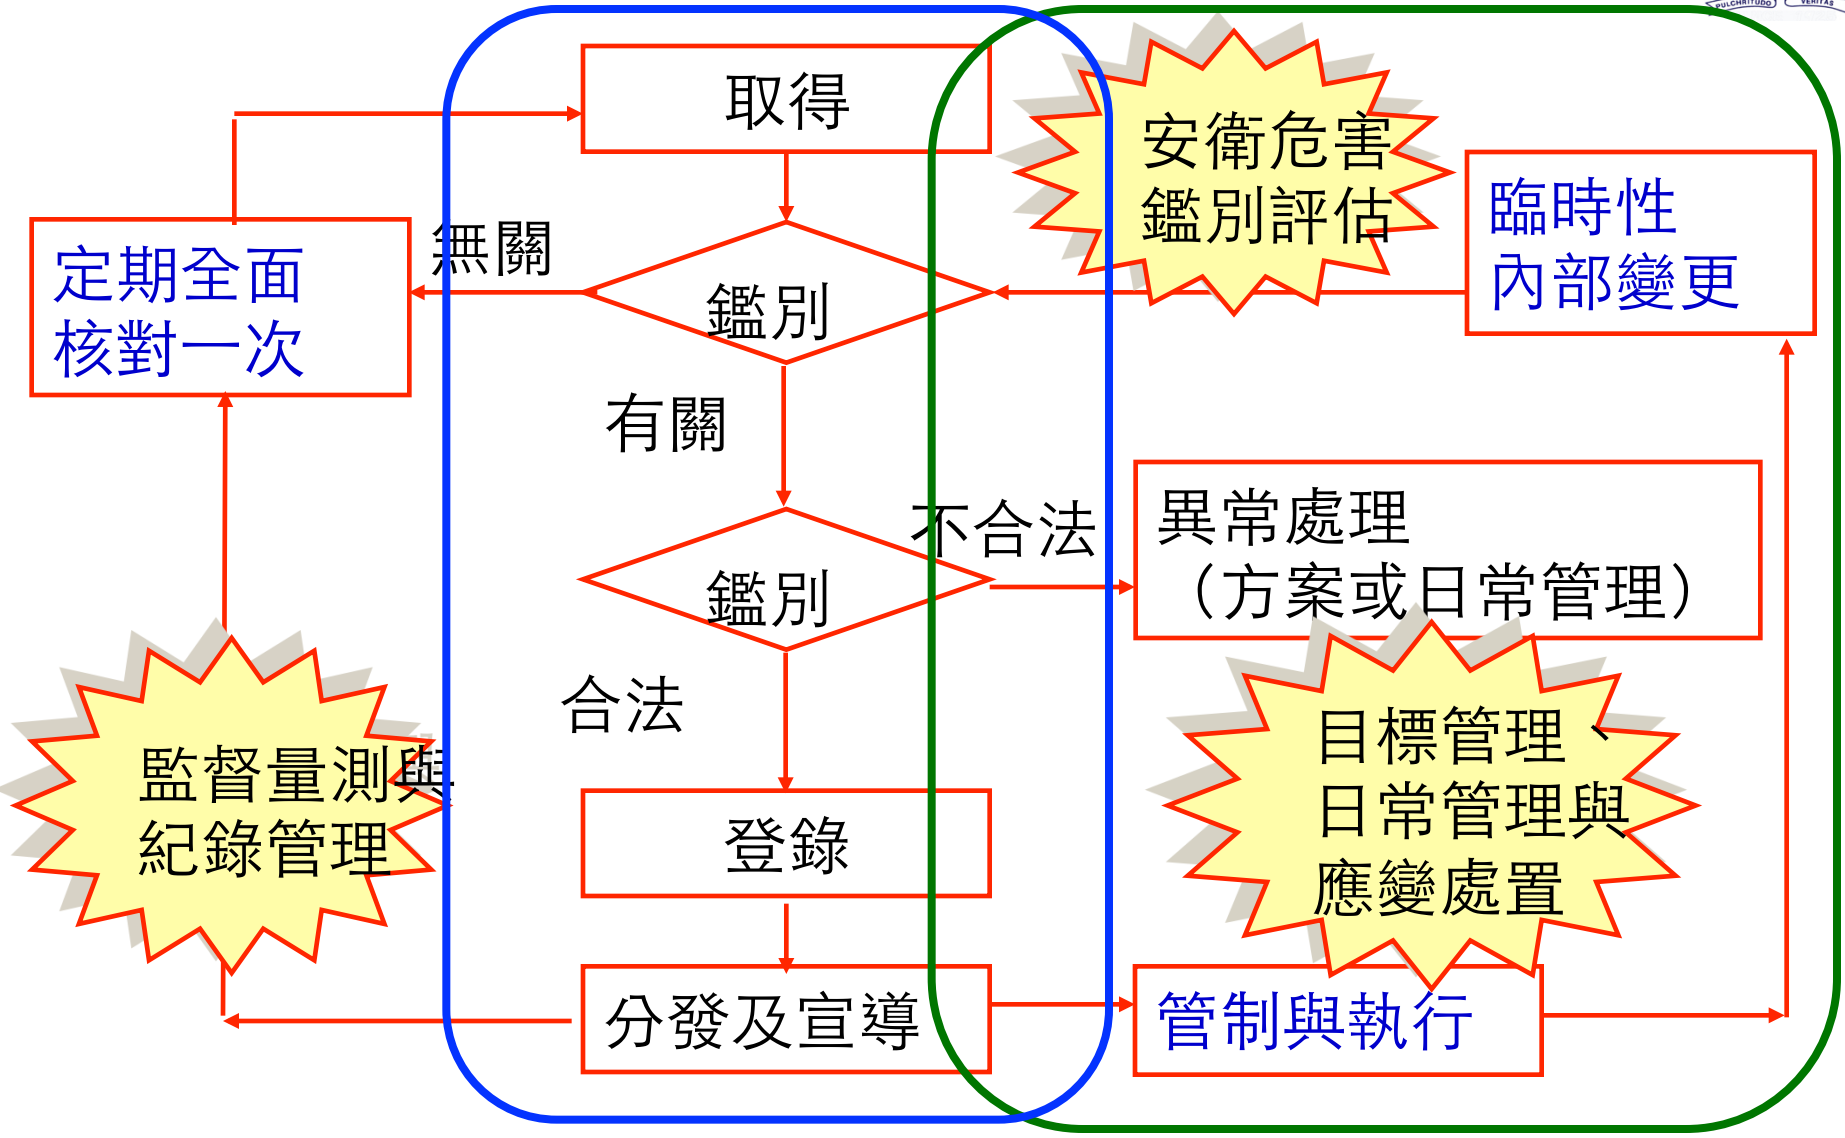 PULCHRITUDO
VERITAS
取得
安衛危害
鑑別評估
臨時性
內部變更
無關
定期全面
核對一次
鑑別
有關
不合法
異常處理
（方案或日常管理）
鑑別
合法
目標管理、
日常管理與
應變處置
監督量測與
紀錄管理
登錄
分發及宣導
管制與執行